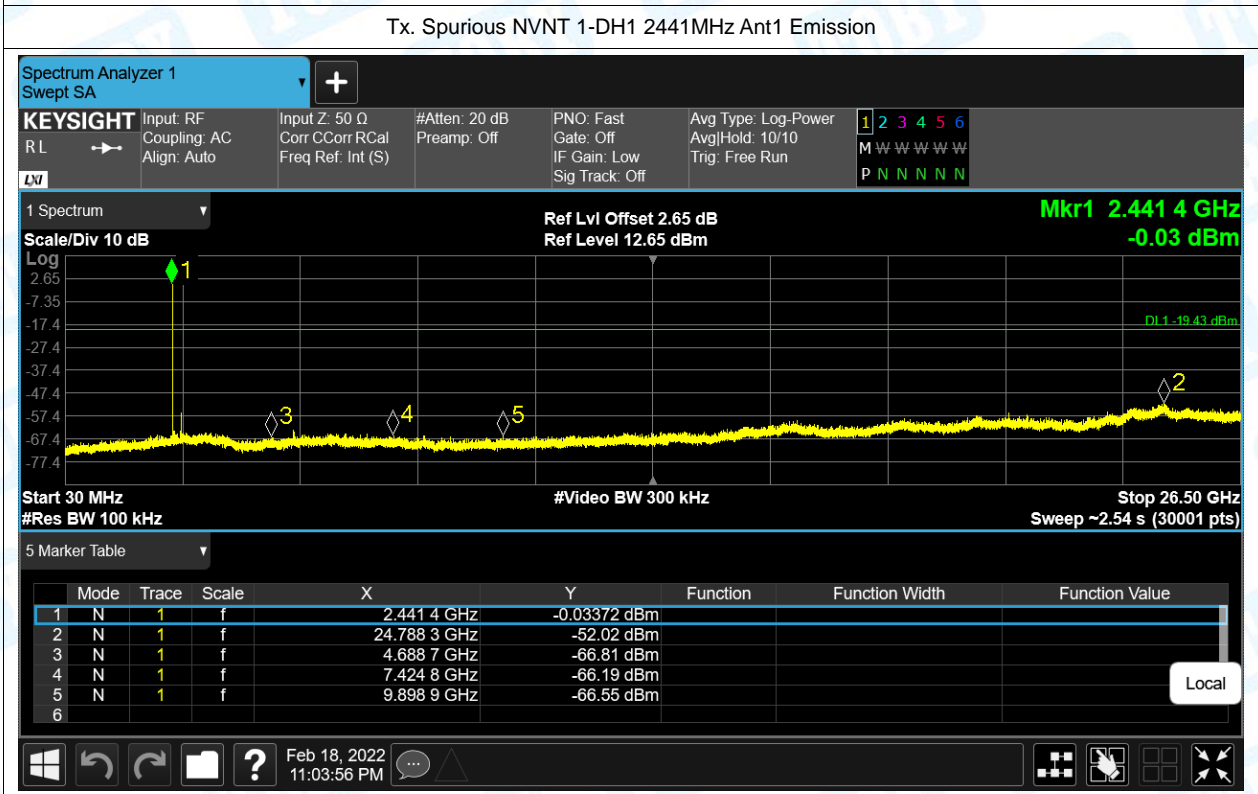 Tx. Spurious NVNT 1-DH1 2441MHz Ant1 Emission
Spectrum Analyzer 1
Swept SA
KEYSIGHT
R L
LXI
Input: RF
Coupling: AC
Align: Auto
Input Z: 50 Ω
Corr CCorr RCal
Freq Ref: Int (S)
#Atten: 20 dB
Preamp: Off
PNO: Fast
Gate: Off
IF Gain: Low
Sig Track: Off
Avg Type: Log-Power
Avg|Hold: 10/10
Trig: Free Run
1 2 3 4 5 6
M W W W W W
P N N N N N
1 Spectrum
Scale/Div 10 dB
Ref Lvl Offset 2.65 dB
Ref Level 12.65 dBm
Mkr1 2.441 4 GHz
-0.03 dBm
Log
2.65
-7.35
-17.4
-27.4
-37.4
-47.4
-57.4
-67.4
-77.4
1
DL1 -19.43 dBm
2
3
4
5
Start 30 MHz
#Video BW 300 kHz
Stop 26.50 GHz
#Res BW 100 kHz
Sweep ~2.54 s (30001 pts)
5 Marker Table
Mode Trace Scale X Y Function Function Width Function Value
1 N 1 f 2.441 4 GHz -0.03372 dBm
2 N 1 f 24.788 3 GHz -52.02 dBm
3 N 1 f 4.688 7 GHz -66.81 dBm
4 N 1 f 7.424 8 GHz -66.19 dBm
5 N 1 f 9.898 9 GHz -66.55 dBm
6
Local
?
Feb 18, 2022
11:03:56 PM